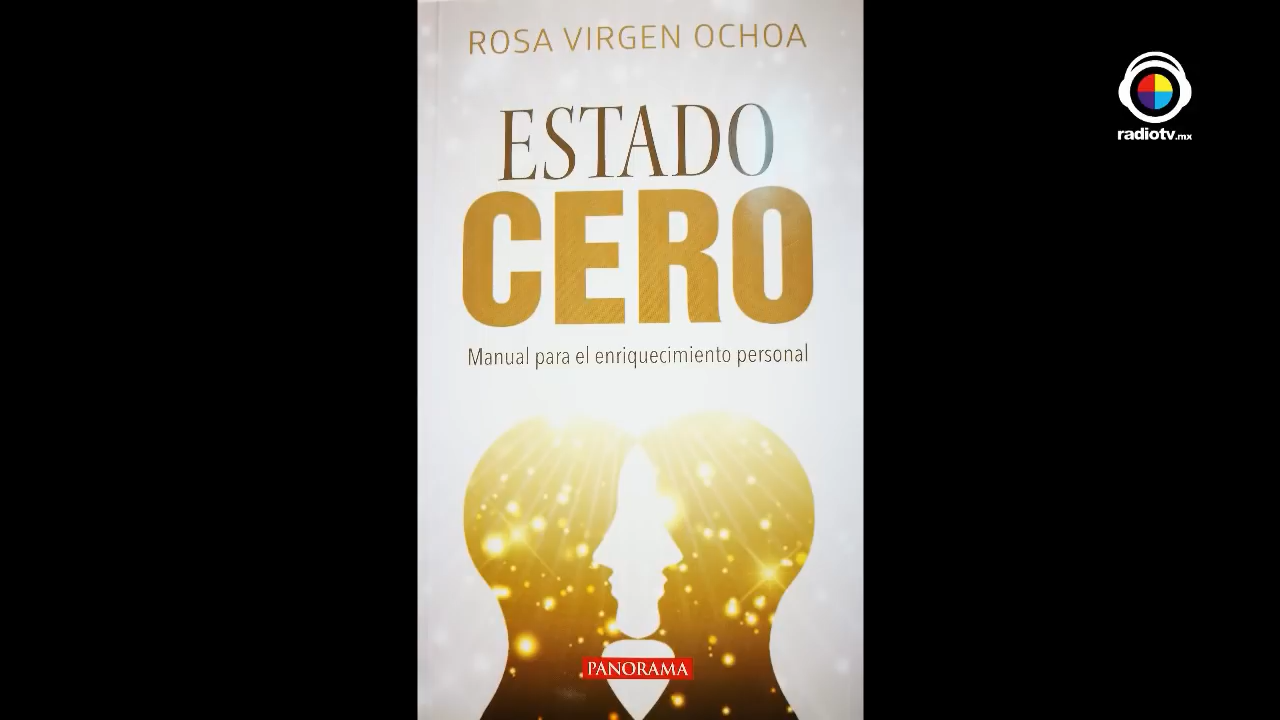 ROSA VIRGEN OCHOA
ESTADO
CERO
Manual para el enriquecimiento personal
PANORAMA
radiotv.mx